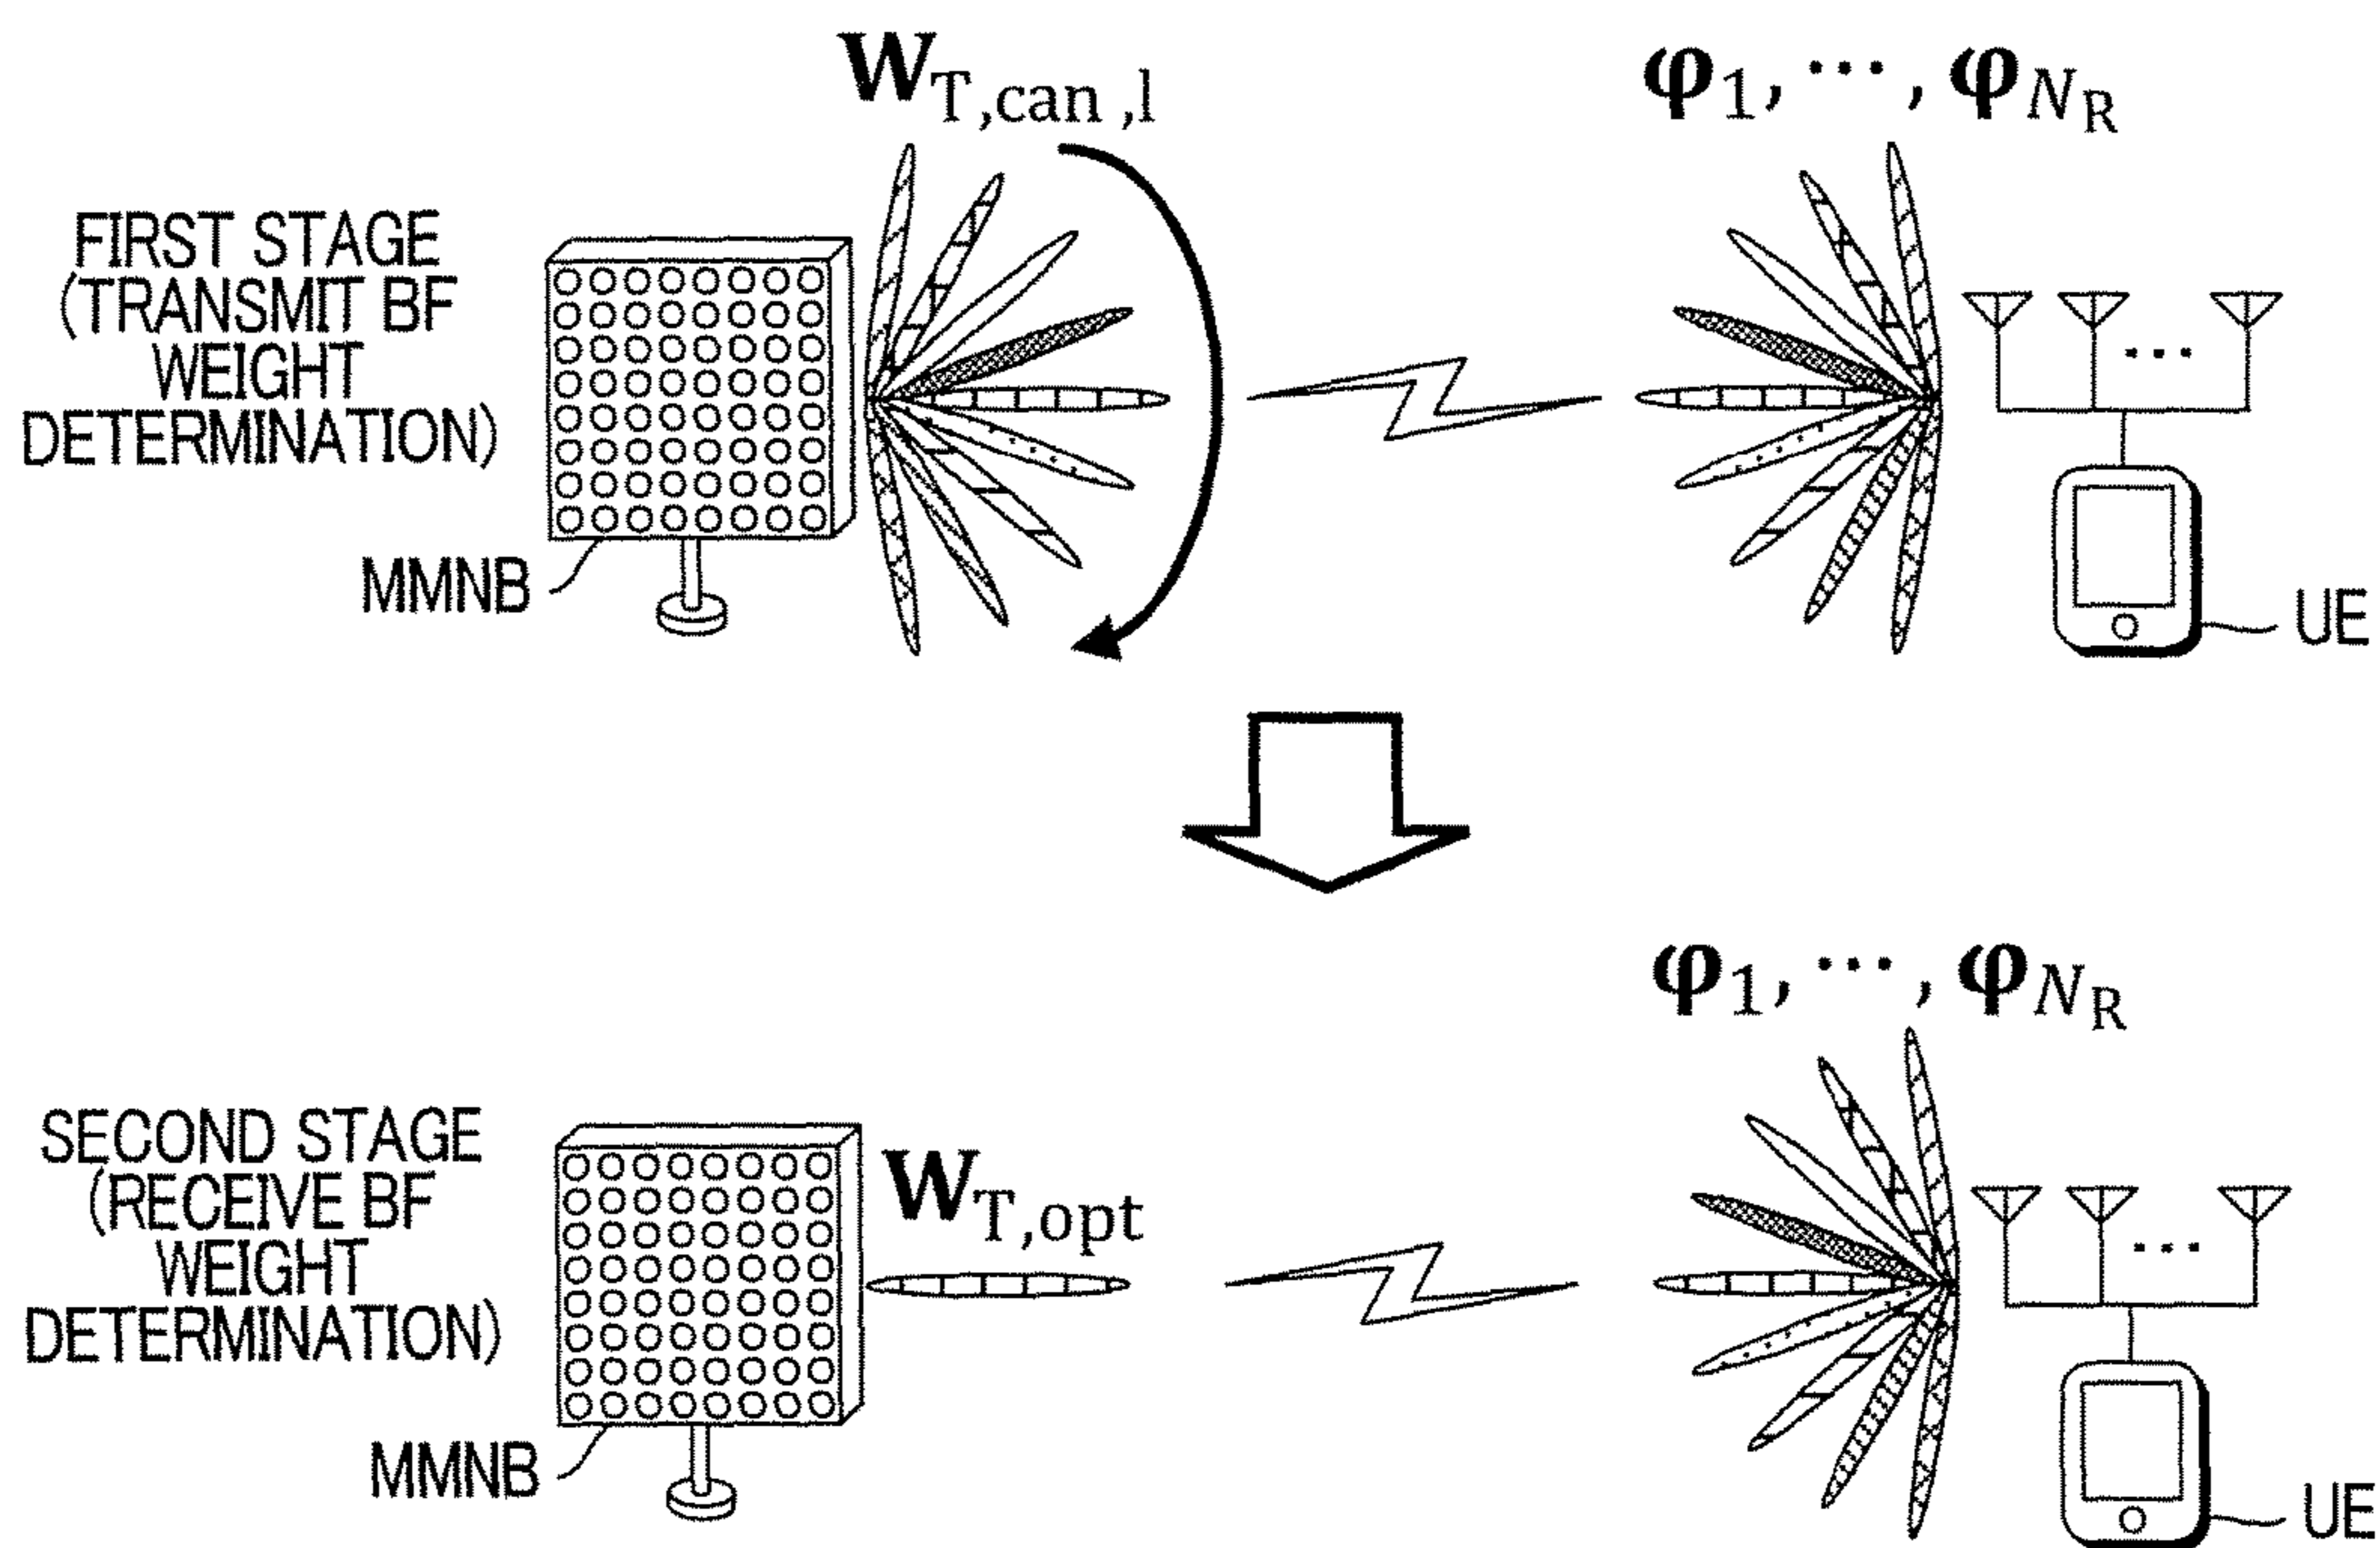 W_T,can ,l
φ_1, ⋯ , φ_N_R
FIRST STAGE
(TRANSMIT BF
WEIGHT
DETERMINATION)
...
MMNB
UE
φ_1, ⋯ , φ_N_R
SECOND STAGE
(RECEIVE BF
WEIGHT
DETERMINATION)
W_T,opt
...
MMNB
UE